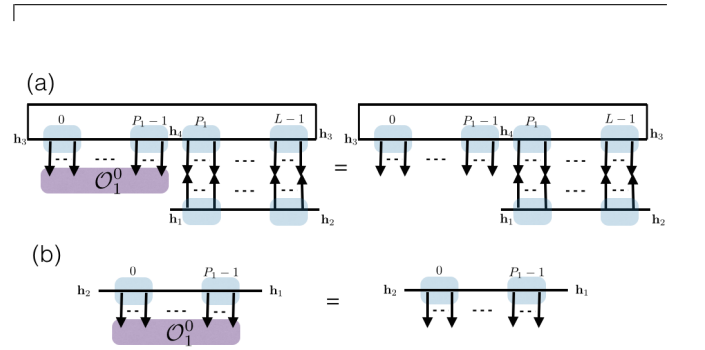 (a)
0 P₁ − 1 P₁ L − 1 0 P₁ − 1 P₁ L − 1
h₃ h₄ h₃ h₃ h₄ h₃
𝒪₁⁰ =
h₁ h₂ h₁ h₂
(b)
0 P₁ − 1 0 P₁ − 1
h₂ h₁ h₂ h₁
=
𝒪₁⁰